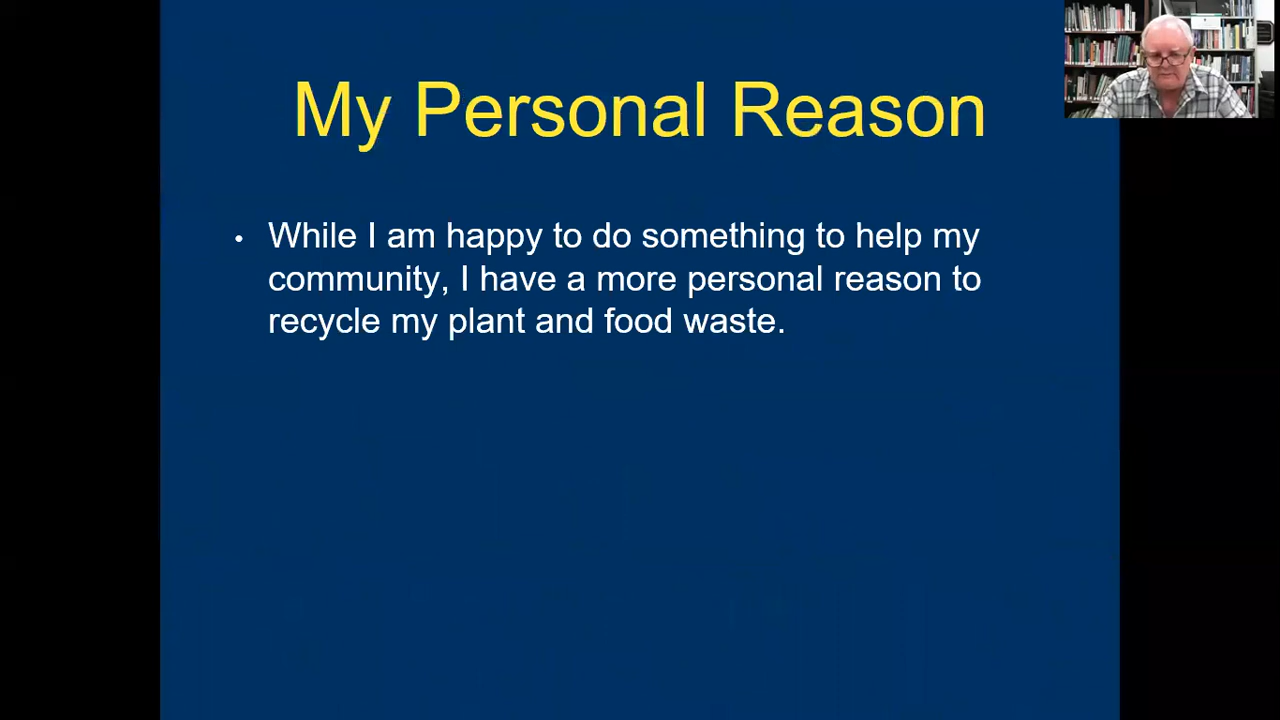 My Personal Reason
• While I am happy to do something to help my
community, I have a more personal reason to
recycle my plant and food waste.